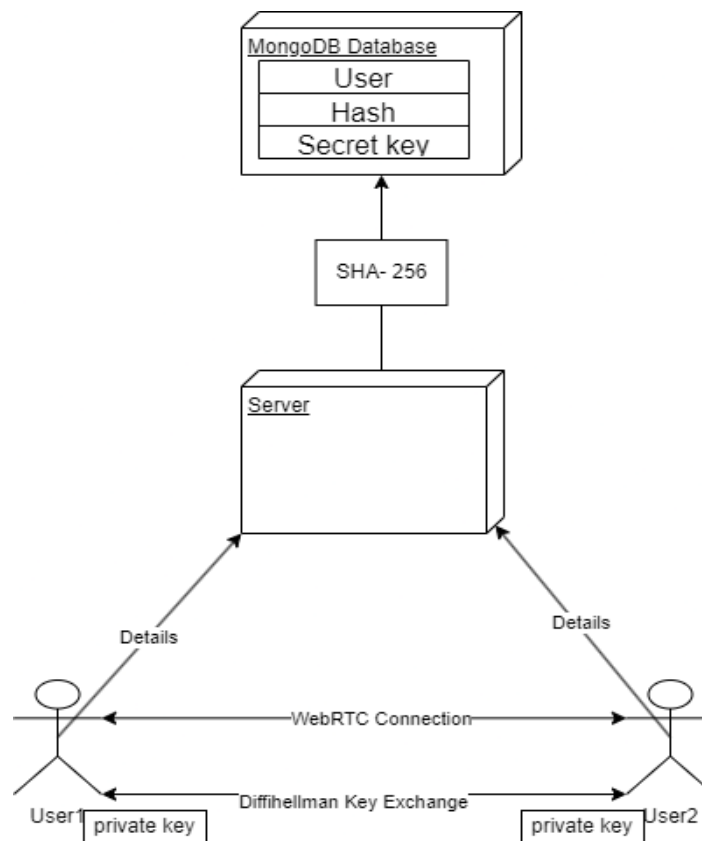 MongoDB Database
User
Hash
Secret key
SHA- 256
Server
Details
Details
WebRTC Connection
Diffihellman Key Exchange
User1
User2
private key
private key